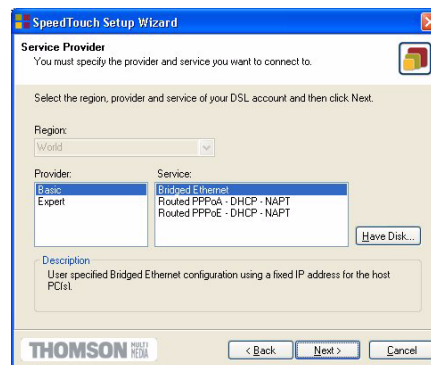 SpeedTouch Setup Wizard
Service Provider
You must specify the provider and service you want to connect to.
Select the region, provider and service of your DSL account and then click Next.
Region:
World
Provider:
Service:
Basic
Expert
Bridged Ethernet
Routed PPPoA - DHCP - NAPT
Routed PPPoE - DHCP - NAPT
Have Disk...
Description
User specified Bridged Ethernet configuration using a fixed IP address for the host
PC(s).
THOMSON MULTI MEDIA
< Back
Next >
Cancel